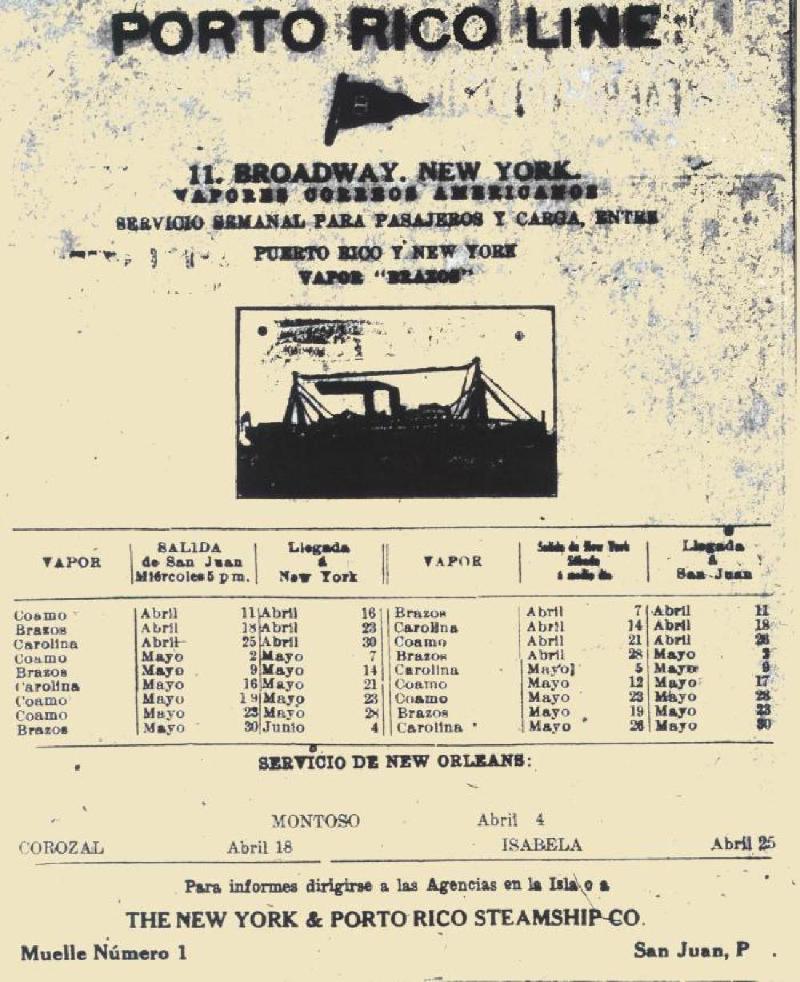 PORTO RICO LINE
11. BROADWAY. NEW YORK.
VAPORES CORREOS AMERICANOS
SERVICIO SEMANAL PARA PASAJEROS Y CARGA, ENTRE
PUERTO RICO Y NEW YORK
VAPOR "BRAZOS"
VAPOR SALIDA de San Juan Miércoles 5 p m. Llegada á New York VAPOR Salida de New York Sábado á medio dia Llegada á San Juan
Coamo Abril 11 Abril 16 Brazos Abril 7 Abril 11
Brazos Abril 18 Abril 23 Carolina Abril 14 Abril 18
Carolina Abril 25 Abril 30 Coamo Abril 21 Abril
Coamo Mayo 2 Mayo 7 Brazos Abril 28 Mayo
Brazos Mayo 9 Mayo 14 Carolina Mayo 5 Mayo 9
Carolina Mayo 16 Mayo 21 Coamo Mayo 12 Mayo 17
Coamo Mayo 19 Mayo 23 Coamo Mayo 23 Mayo 28
Coamo Mayo 23 Mayo 28 Brazos Mayo 19 Mayo 23
Brazos Mayo 30 Junio 4 Carolina Mayo 26 Mayo 30
SERVICIO DE NEW ORLEANS:
MONTOSO Abril 4
COROZAL Abril 18 ISABELA Abril 25
Para informes dirigirse a las Agencias en la Isla o a
THE NEW YORK & PORTO RICO STEAMSHIP CO.
Muelle Número 1 San Juan, P .